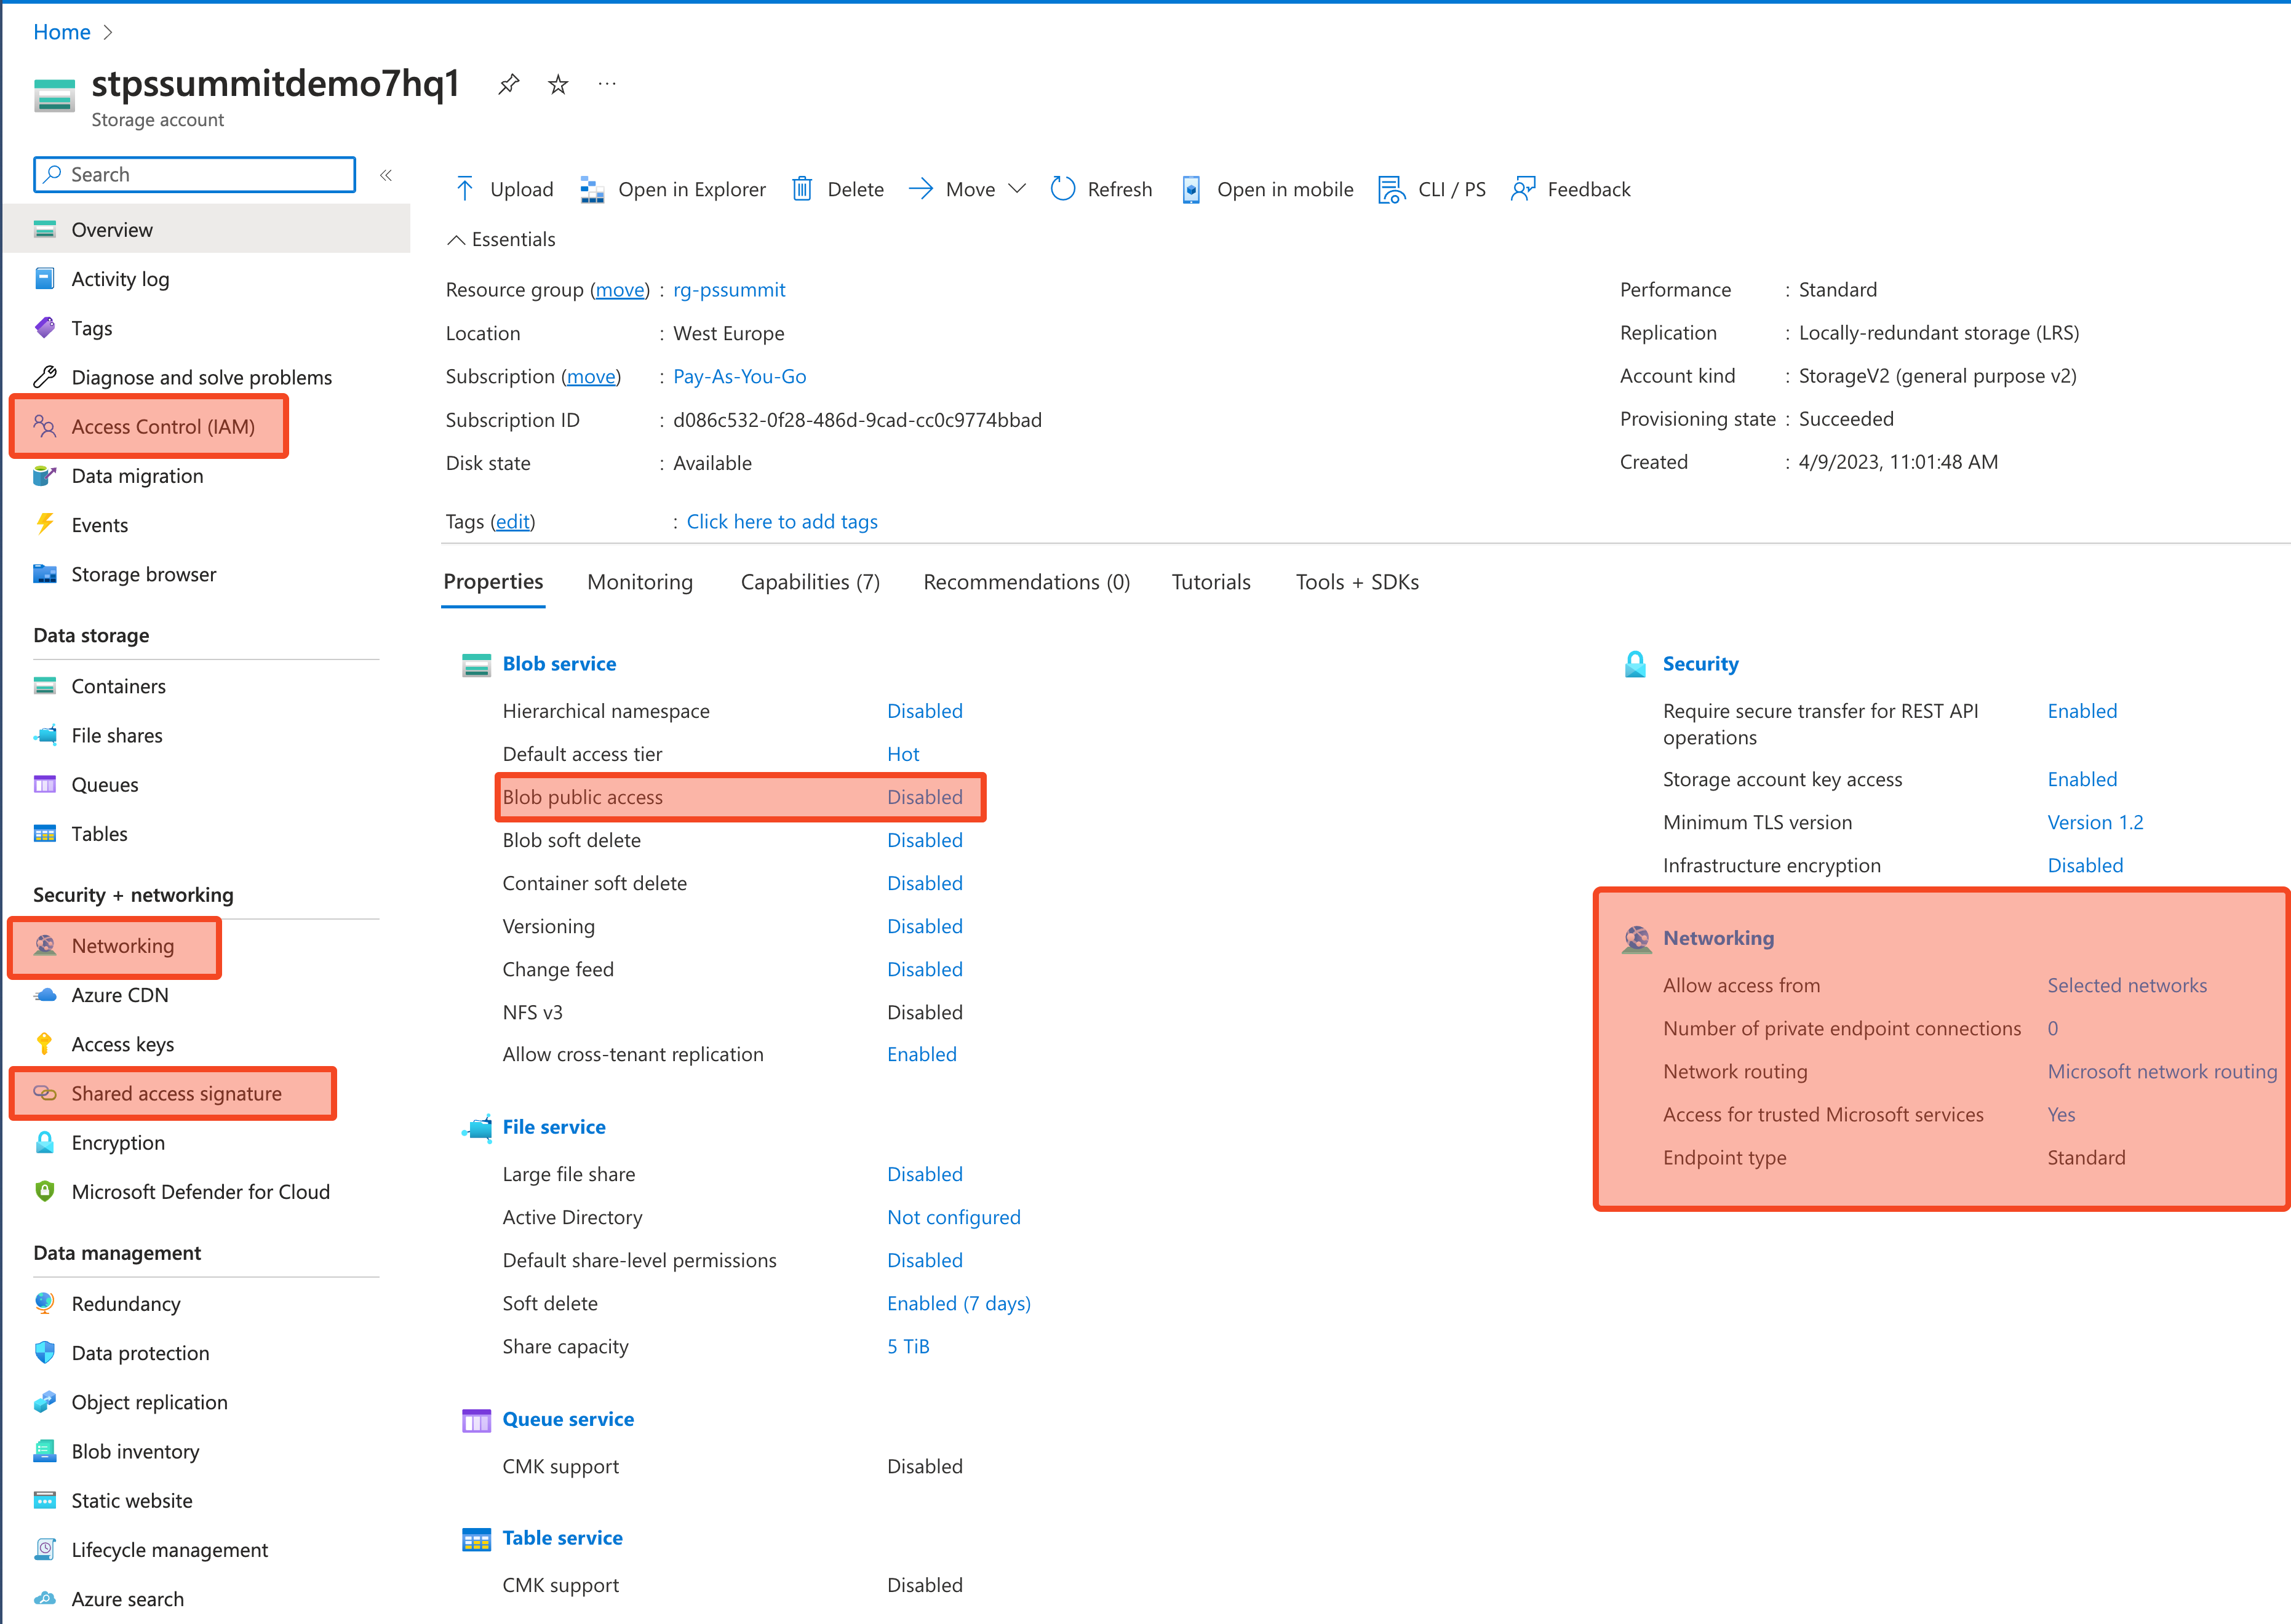 Home
stpssummitdemo7hq1
Storage account
Search
Overview
Activity log
Tags
Diagnose and solve problems
Access Control (IAM)
Data migration
Events
Storage browser
Data storage
Containers
File shares
Queues
Tables
Security + networking
Networking
Azure CDN
Access keys
Shared access signature
Encryption
Microsoft Defender for Cloud
Data management
Redundancy
Data protection
Object replication
Blob inventory
Static website
Lifecycle management
Azure search
Upload Open in Explorer Delete Move Refresh Open in mobile CLI / PS Feedback
Essentials
Resource group (move) : rg-pssummit
Location : West Europe
Subscription (move) : Pay-As-You-Go
Subscription ID : d086c532-0f28-486d-9cad-cc0c9774bbad
Disk state : Available
Tags (edit) : Click here to add tags
Performance : Standard
Replication : Locally-redundant storage (LRS)
Account kind : StorageV2 (general purpose v2)
Provisioning state : Succeeded
Created : 4/9/2023, 11:01:48 AM
Properties Monitoring Capabilities (7) Recommendations (0) Tutorials Tools + SDKs
Blob service
Hierarchical namespace Disabled
Default access tier Hot
Blob public access Disabled
Blob soft delete Disabled
Container soft delete Disabled
Versioning Disabled
Change feed Disabled
NFS v3 Disabled
Allow cross-tenant replication Enabled
File service
Large file share Disabled
Active Directory Not configured
Default share-level permissions Disabled
Soft delete Enabled (7 days)
Share capacity 5 TiB
Queue service
CMK support Disabled
Table service
CMK support Disabled
Security
Require secure transfer for REST API Enabled
operations
Storage account key access Enabled
Minimum TLS version Version 1.2
Infrastructure encryption Disabled
Networking
Allow access from Selected networks
Number of private endpoint connections 0
Network routing Microsoft network routing
Access for trusted Microsoft services Yes
Endpoint type Standard